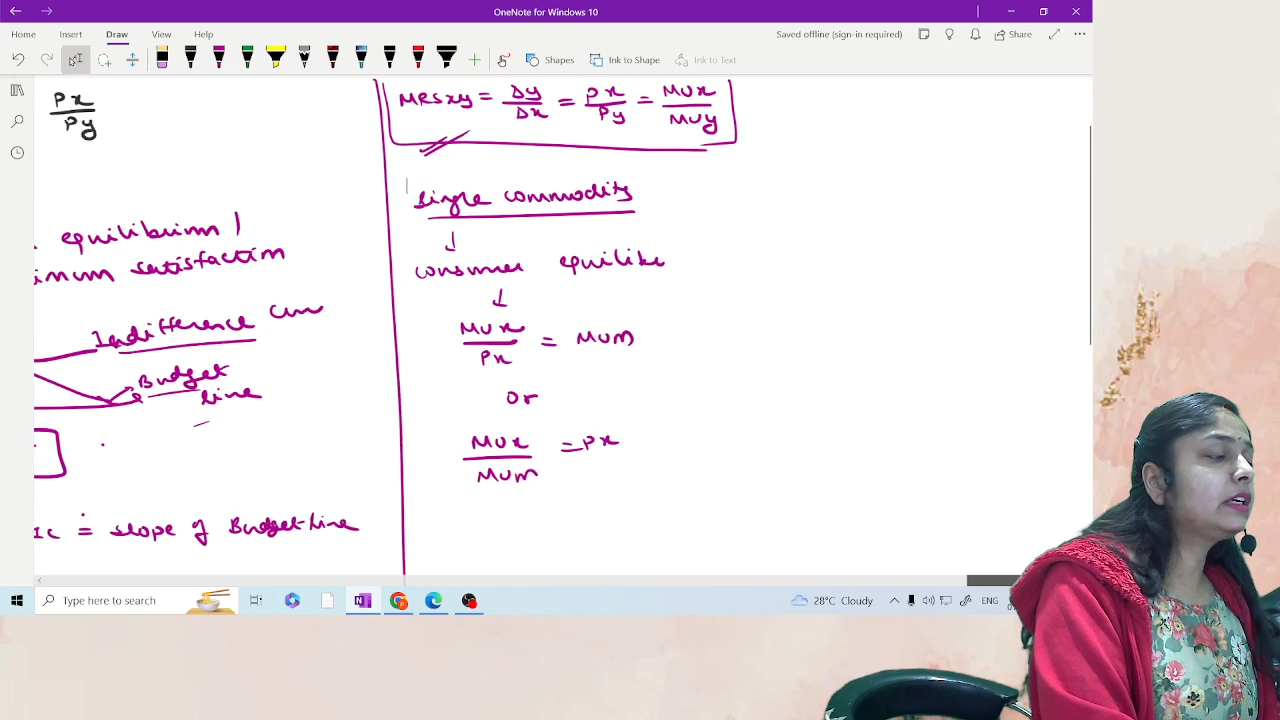 OneNote for Windows 10
Home Insert Draw View Help
Saved offline (sign-in required)
Share
Shapes
Ink to Shape
Ink to Text
Px
Py
equilibrium
satisfaction
Indifference
Budget
line
IC = slope of Budget-line
MRSxy = Δy/Δx = Px/Py = MUx/MUy
Single commodity
↓
consumer
↓
MUx/Px = MUm
or
MUx/MUm = Px
Type here to search
28°C Cloudy
ENG